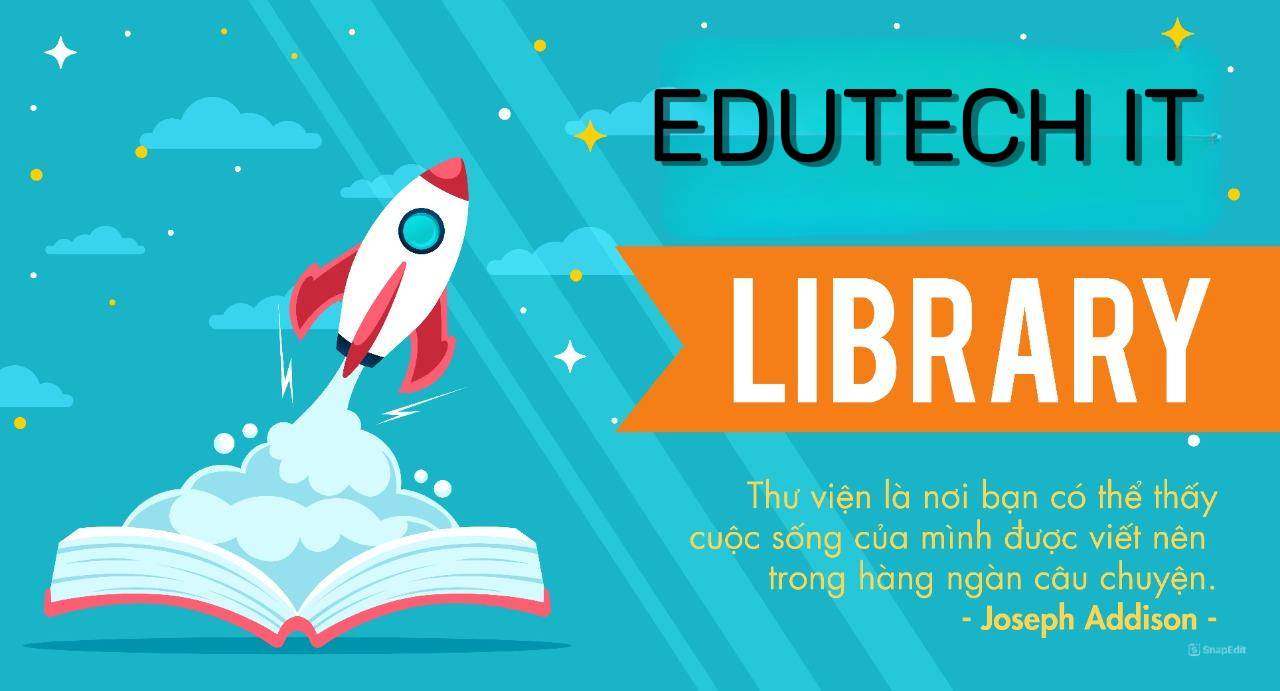 EDUTECH IT
LIBRARY
Thư viện là nơi bạn có thể thấy
cuộc sống của mình được viết nên
trong hàng ngàn câu chuyện.
- Joseph Addison -
SnapEdit